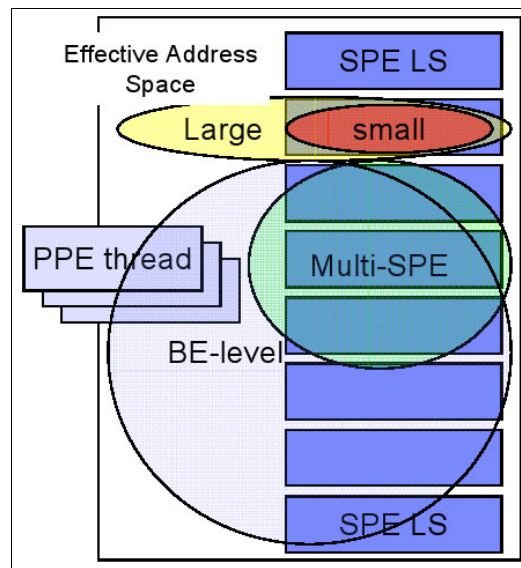 Effective Address
Space
SPE LS
Large
small
PPE thread
Multi-SPE
BE-level
SPE LS